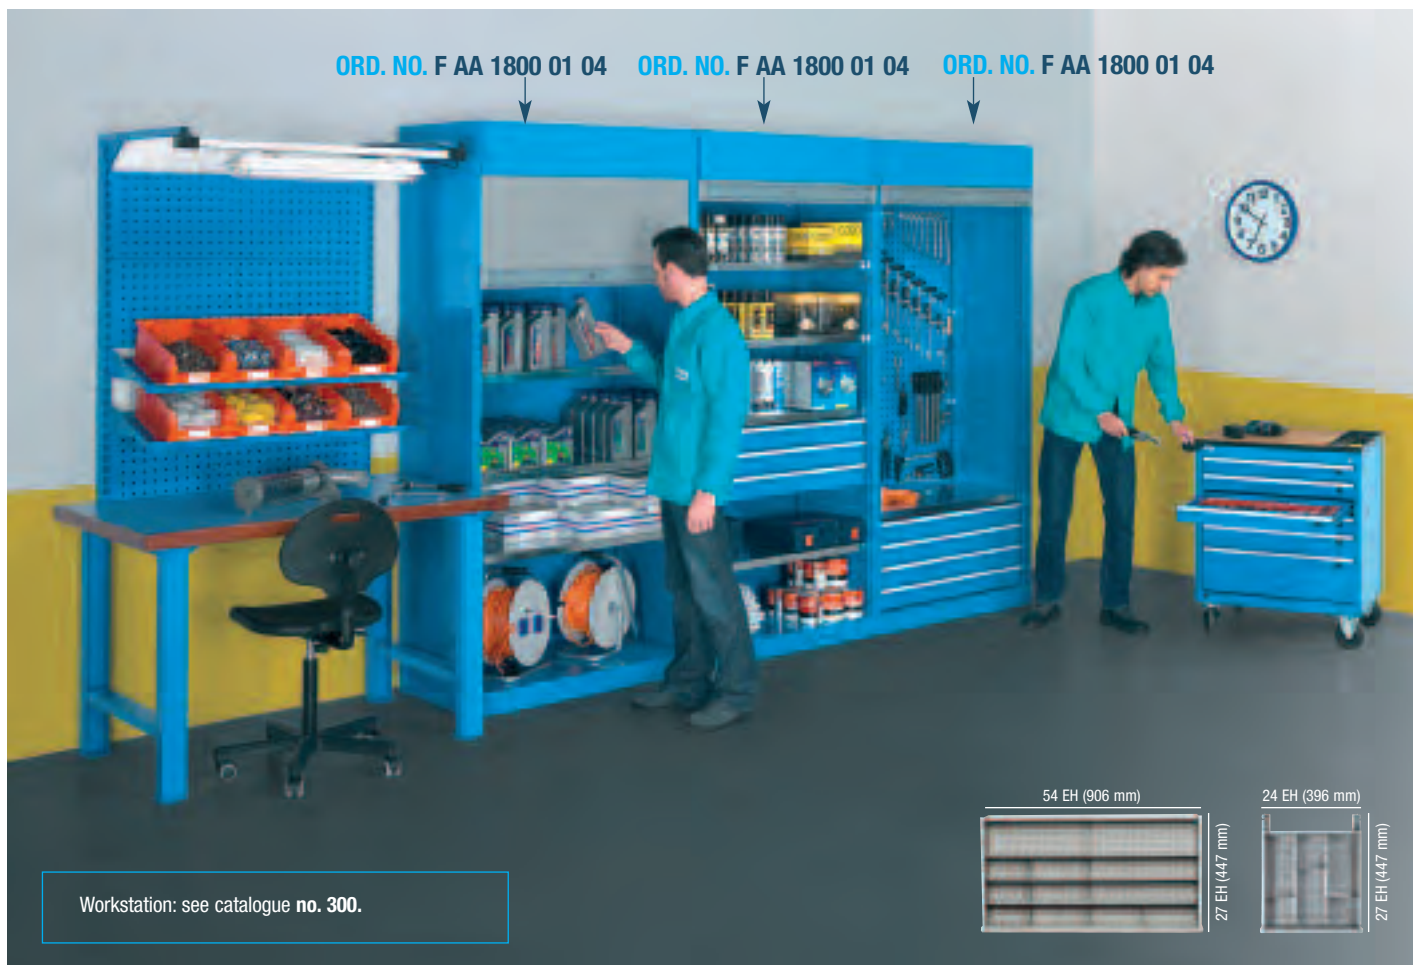 ORD. NO. F AA 1800 01 04 ORD. NO. F AA 1800 01 04 ORD. NO. F AA 1800 01 04
54 EH (906 mm) 24 EH (396 mm)
27 EH (447 mm) 27 EH (447 mm)
Workstation: see catalogue no. 300.